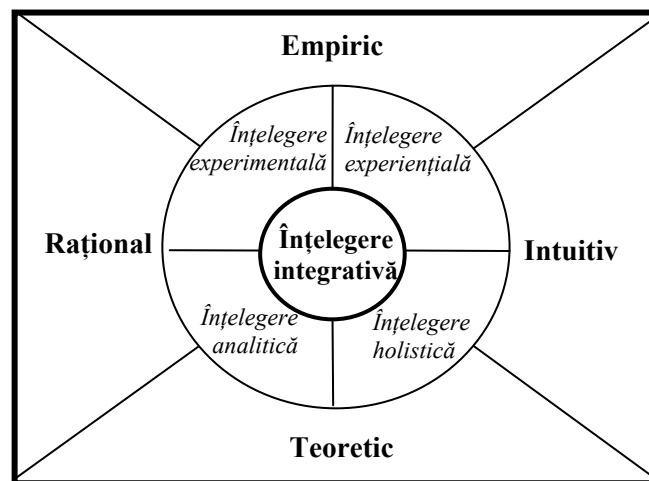 Empiric
Înțelegere
experimentală
Înțelegere
experiențială
Rațional
Înțelegere
integrativă
Intuitiv
Înțelegere
analitică
Înțelegere
holistică
Teoretic